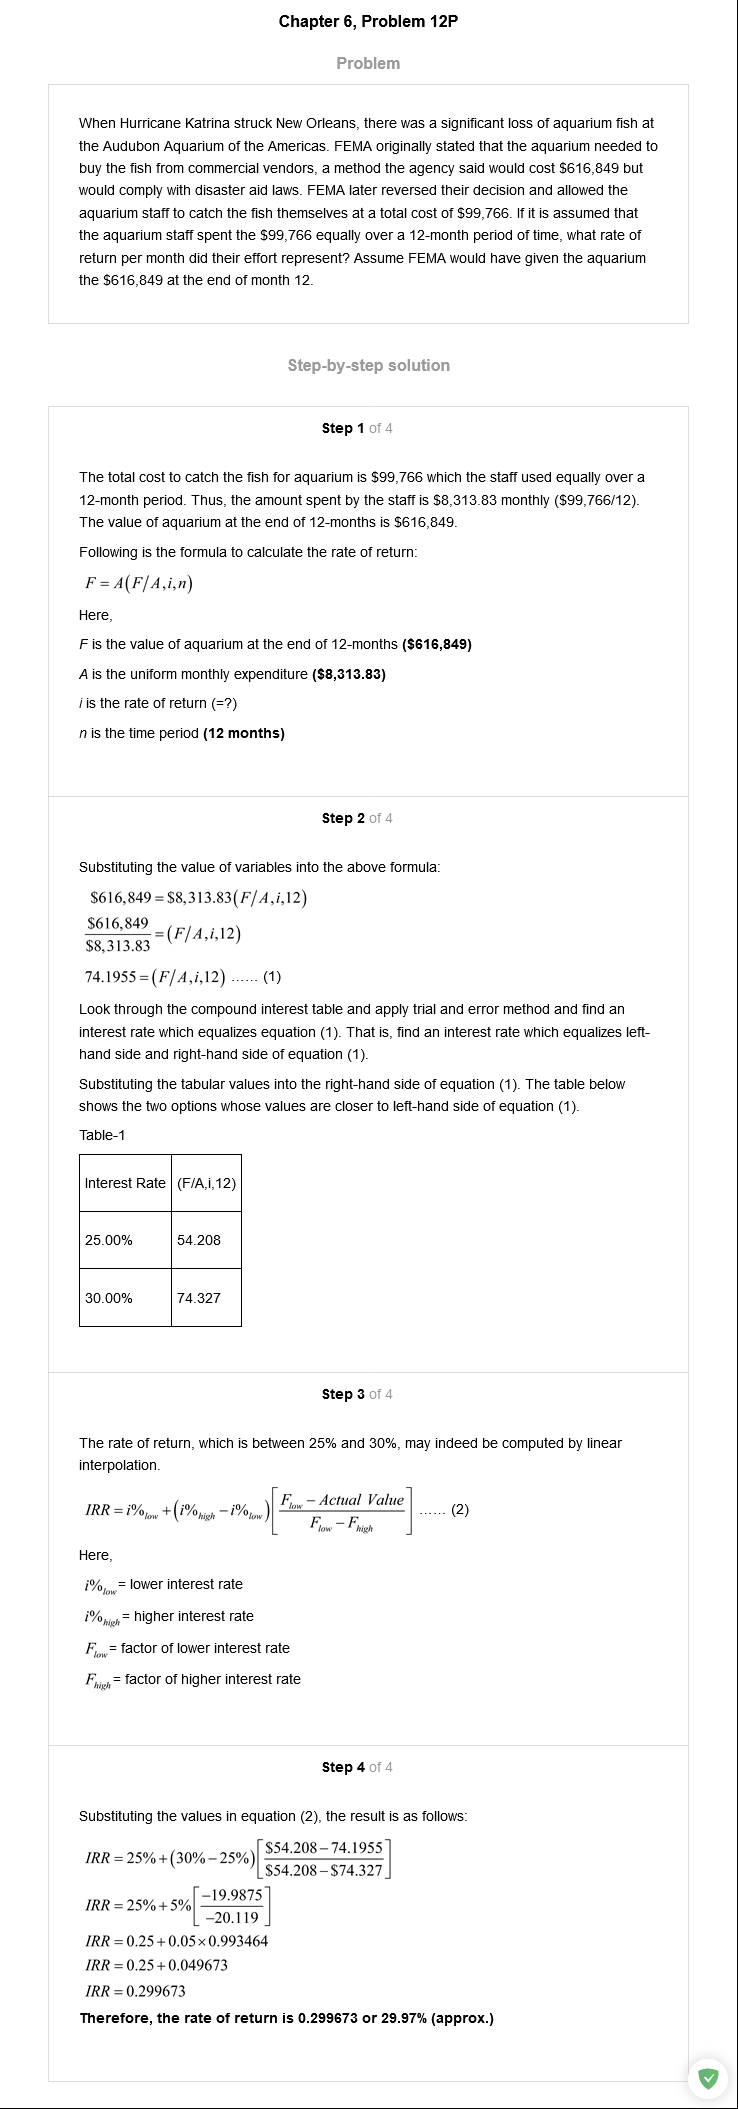 Chapter 6, Problem 12P
Problem
When Hurricane Katrina struck New Orleans, there was a significant loss of aquarium fish at
the Audubon Aquarium of the Americas. FEMA originally stated that the aquarium needed to
buy the fish from commercial vendors, a method the agency said would cost $616,849 but
would comply with disaster aid laws. FEMA later reversed their decision and allowed the
aquarium staff to catch the fish themselves at a total cost of $99,766. If it is assumed that
the aquarium staff spent the $99,766 equally over a 12-month period of time, what rate of
return per month did their effort represent? Assume FEMA would have given the aquarium
the $616,849 at the end of month 12.
Step-by-step solution
Step 1 of 4
The total cost to catch the fish for aquarium is $99,766 which the staff used equally over a
12-month period. Thus, the amount spent by the staff is $8,313.83 monthly ($99,766/12).
The value of aquarium at the end of 12-months is $616,849.
Following is the formula to calculate the rate of return:
F = A(F/A,i,n)
Here,
F is the value of aquarium at the end of 12-months ($616,849)
A is the uniform monthly expenditure ($8,313.83)
i is the rate of return (=?)
n is the time period (12 months)
Step 2 of 4
Substituting the value of variables into the above formula:
$616,849 = $8,313.83(F/A,i,12)
$616,849
$8,313.83
= (F/A,i,12)
74.1955 = (F/A,i,12) ...... (1)
Look through the compound interest table and apply trial and error method and find an
interest rate which equalizes equation (1). That is, find an interest rate which equalizes left-
hand side and right-hand side of equation (1).
Substituting the tabular values into the right-hand side of equation (1). The table below
shows the two options whose values are closer to left-hand side of equation (1).
Table-1
Interest Rate (F/A,i,12)
25.00% 54.208
30.00% 74.327
Step 3 of 4
The rate of return, which is between 25% and 30%, may indeed be computed by linear
interpolation.
IRR = i%low + (i%high − i%low)[(Flow − Actual Value)/(Flow − Fhigh)] ...... (2)
Here,
i%low = lower interest rate
i%high = higher interest rate
Flow = factor of lower interest rate
Fhigh = factor of higher interest rate
Step 4 of 4
Substituting the values in equation (2), the result is as follows:
IRR = 25% + (30% − 25%)[($54.208 − 74.1955)/($54.208 − $74.327)]
IRR = 25% + 5%[−19.9875/−20.119]
IRR = 0.25 + 0.05 × 0.993464
IRR = 0.25 + 0.049673
IRR = 0.299673
Therefore, the rate of return is 0.299673 or 29.97% (approx.)